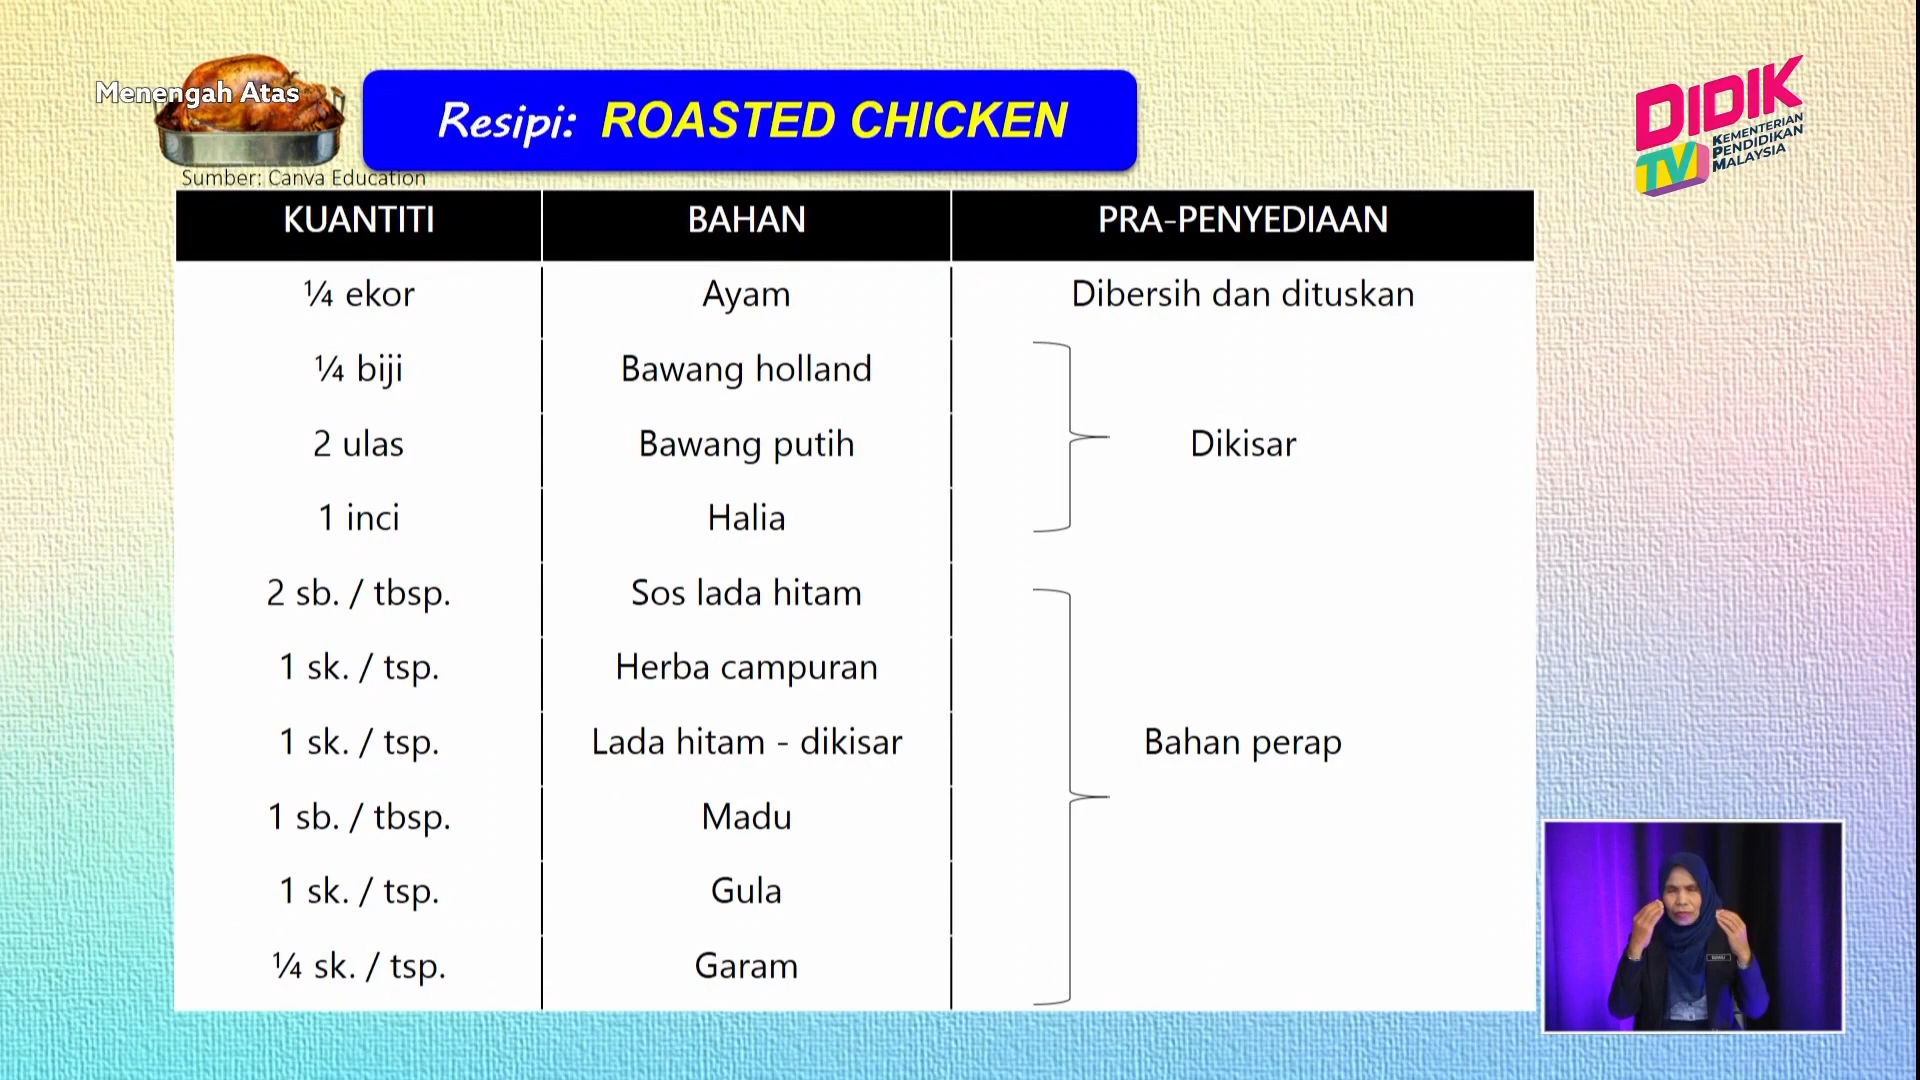 Menengah Atas
Resipi: ROASTED CHICKEN
DIDIK
TV KEMENTERIAN
PENDIDIKAN
MALAYSIA
Sumber: Canva Education
KUANTITI BAHAN PRA-PENYEDIAAN
¼ ekor Ayam Dibersih dan dituskan
¼ biji Bawang holland
2 ulas Bawang putih Dikisar
1 inci Halia
2 sb. / tbsp. Sos lada hitam
1 sk. / tsp. Herba campuran
1 sk. / tsp. Lada hitam - dikisar Bahan perap
1 sb. / tbsp. Madu
1 sk. / tsp. Gula
¼ sk. / tsp. Garam